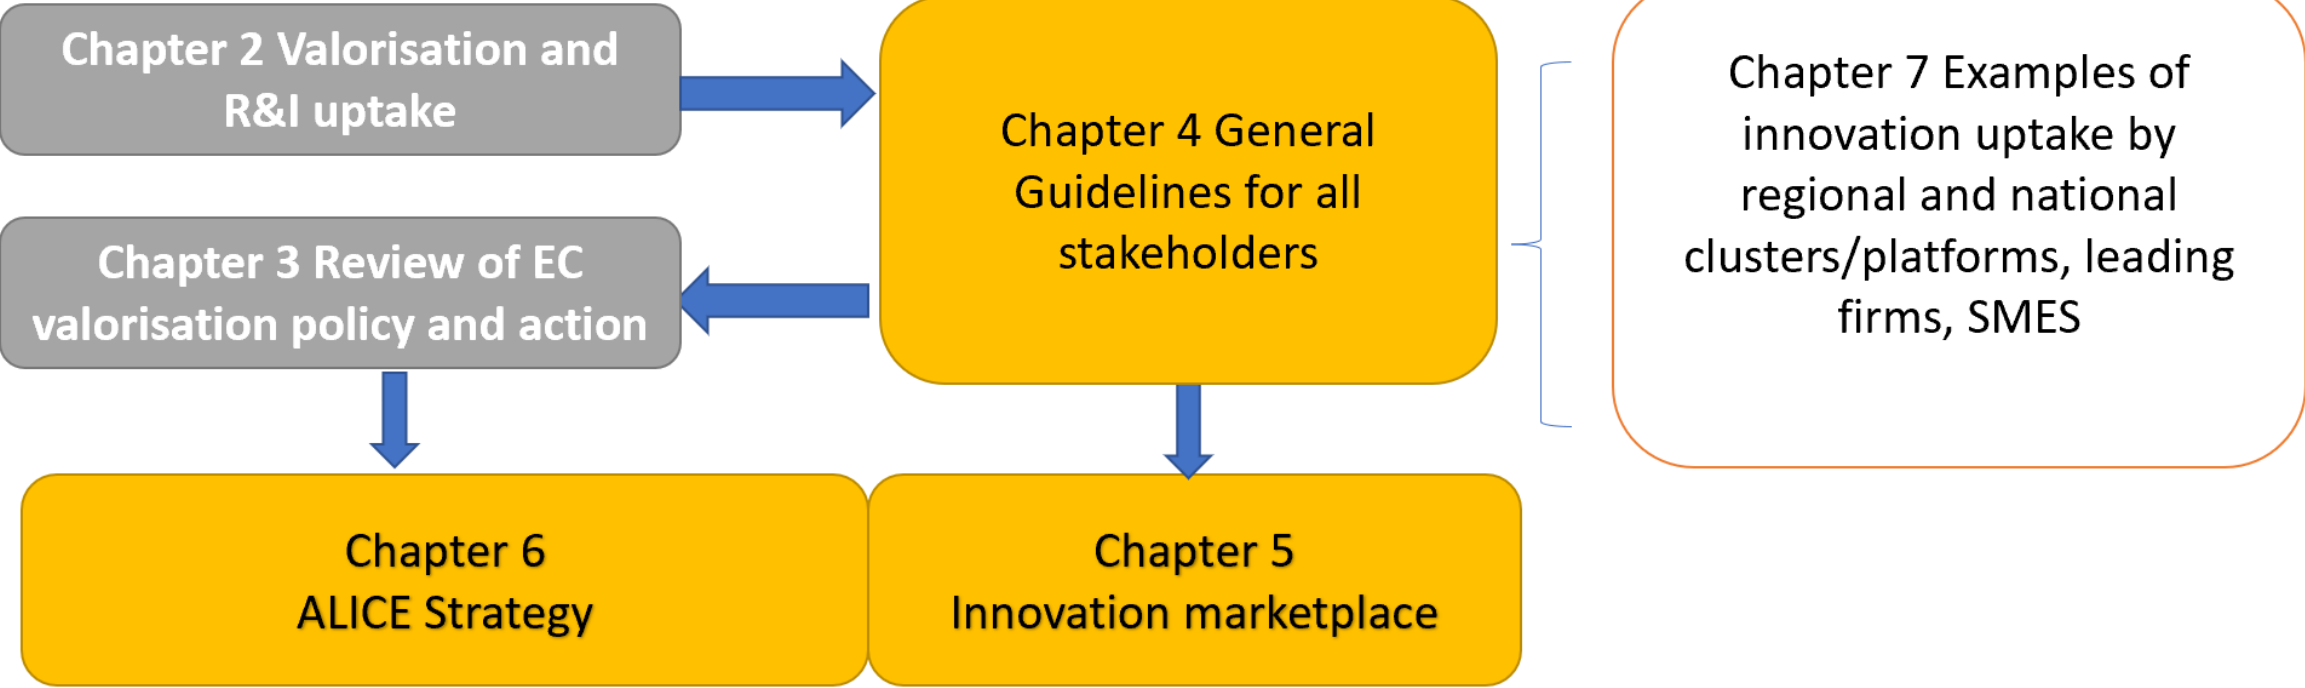 Chapter 2 Valorisation and
R&I uptake
Chapter 3 Review of EC
valorisation policy and action
Chapter 4 General
Guidelines for all
stakeholders
Chapter 7 Examples of
innovation uptake by
regional and national
clusters/platforms, leading
firms, SMES
Chapter 6
ALICE Strategy
Chapter 5
Innovation marketplace